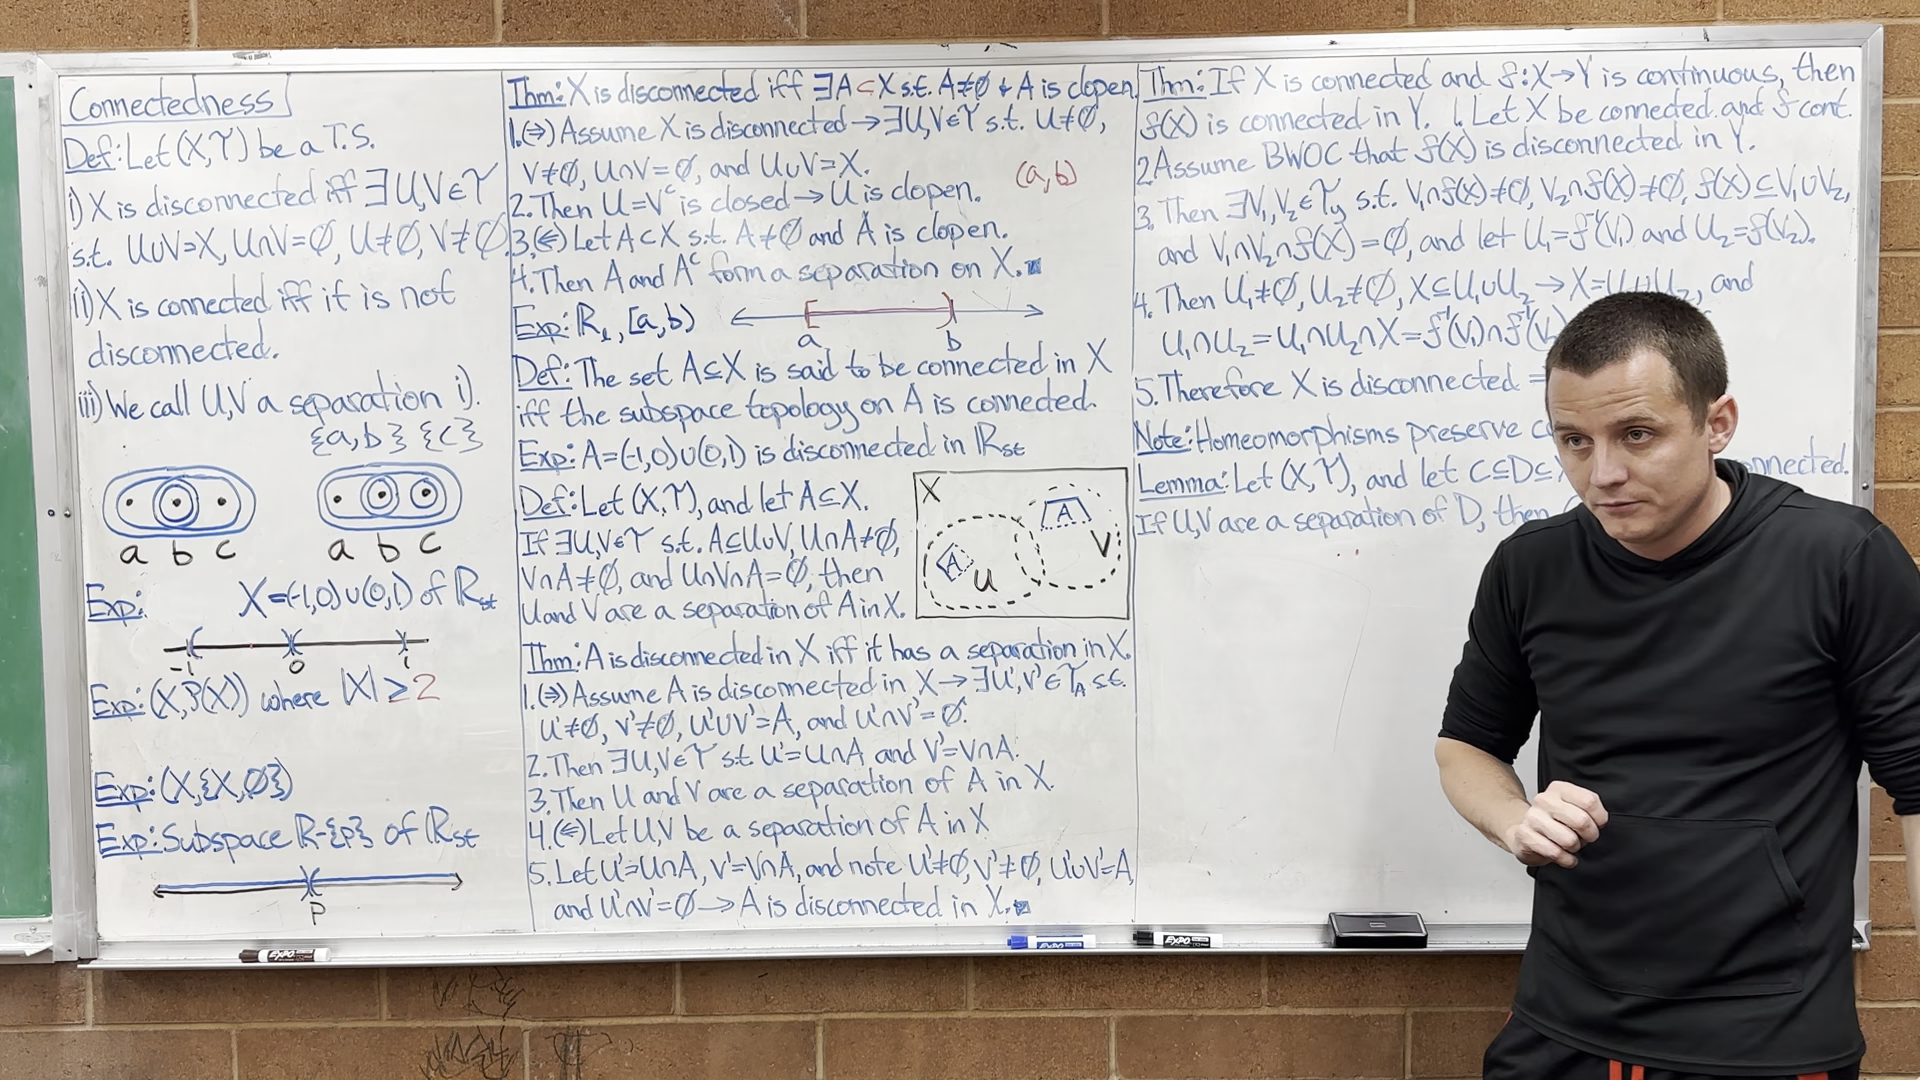 Connectedness
Def: Let (X,𝒯) be a T.S.
i) X is disconnected iff ∃U,V∈𝒯
s.t. U∪V=X, U∩V=∅, U≠∅, V≠∅.
ii) X is connected iff it is not
disconnected.
iii) We call U,V a separation i).
{a,b} {c}
a b c
a b c
Exp: X=(-1,0)∪(0,1) of ℝst
-1 0 1
Exp: (X,P(X)) where |X|≥2
Exp: (X,{X,∅})
Exp: Subspace ℝ-{p} of ℝst
P
Thm: X is disconnected iff ∃A⊂X s.t. A≠∅ + A is clopen.
1.(⇒) Assume X is disconnected → ∃U,V∈𝒯 s.t. U≠∅,
V≠∅, U∩V=∅, and U∪V=X.
(a,b)
2. Then U=Vᶜ is closed → U is clopen.
3.(⇐) Let A⊂X s.t. A≠∅ and A is clopen.
4. Then A and Aᶜ form a separation on X.
Exp: ℝₗ, [a,b)
a b
Def: The set A⊆X is said to be connected in X
iff the subspace topology on A is connected.
Exp: A=(-1,0)∪(0,1) is disconnected in ℝst
Def: Let (X,𝒯), and let A⊆X.
If ∃U,V∈𝒯 s.t. A⊆U∪V, U∩A≠∅,
V∩A≠∅, and U∩V∩A=∅, then
U and V are a separation of A in X.
X
A
V
A
U
Thm: A is disconnected in X iff it has a separation in X.
1.(⇒) Assume A is disconnected in X → ∃U',V'∈𝒯A s.t.
U'≠∅, V'≠∅, U'∪V'=A, and U'∩V'=∅.
2. Then ∃U,V∈𝒯 s.t. U'=U∩A and V'=V∩A.
3. Then U and V are a separation of A in X.
4.(⇐) Let U,V be a separation of A in X
5. Let U'=U∩A, V'=V∩A, and note U'≠∅, V'≠∅, U'∪V'=A,
and U'∩V'=∅ → A is disconnected in X.
Thm: If X is connected and f:X→Y is continuous, then
f(X) is connected in Y. 1. Let X be connected and f cont.
2 Assume BWOC that f(X) is disconnected in Y.
3. Then ∃V₁,V₂∈𝒯y s.t. V₁∩f(X)≠∅, V₂∩f(X)≠∅, f(X)⊆V₁∪V₂,
and V₁∩V₂∩f(X)=∅, and let U₁=f⁻¹(V₁) and U₂=f⁻¹(V₂).
4. Then U₁≠∅, U₂≠∅, X⊆U₁∪U₂ → X=U₁∪U₂, and
U₁∩U₂=U₁∩U₂∩X=f⁻¹(V₁)∩f⁻¹(V₂
5. Therefore X is disconnected
Note: Homeomorphisms preserve
Lemma: Let (X,𝒯), and let C⊆D⊆X
If U,V are a separation of D, then
EXPO
EXPO
EXPO